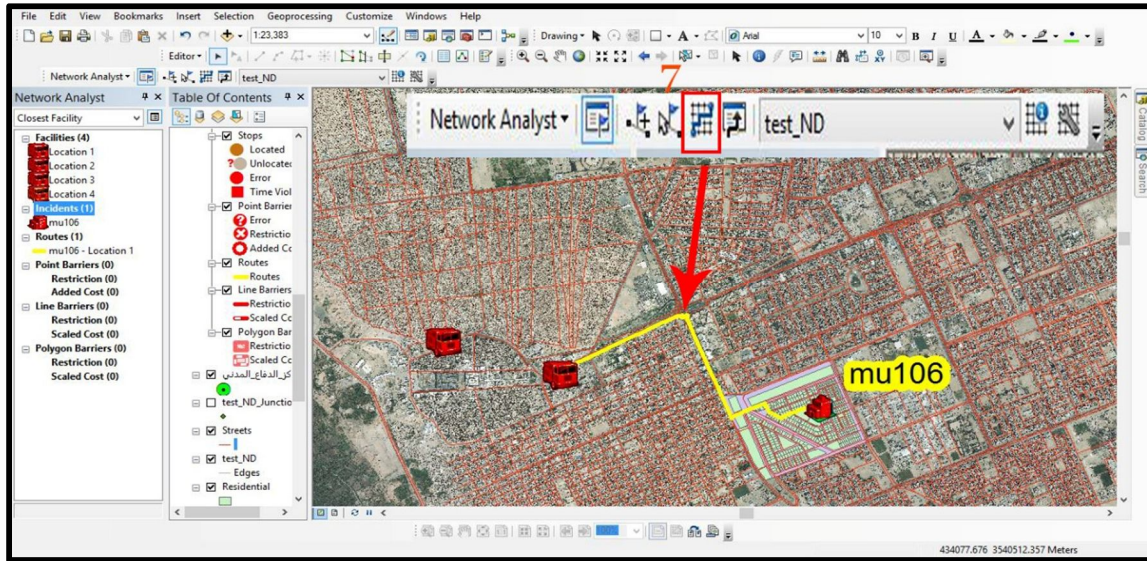 File Edit View Bookmarks Insert Selection Geoprocessing Customize Windows Help
1:23,383 Drawing Arial 10 B I U A
Editor
Network Analyst test_ND
7
Network Analyst test_ND
Network Analyst
Closest Facility
Facilities (4)
Location 1
Location 2
Location 3
Location 4
Incidents (1)
mu106
Routes (1)
mu106 - Location 1
Point Barriers (0)
Restriction (0)
Added Cost (0)
Line Barriers (0)
Restriction (0)
Scaled Cost (0)
Polygon Barriers (0)
Restriction (0)
Scaled Cost (0)
Table Of Contents
Stops
Located
Unlocatec
Error
Time Viol
Point Barrier
Error
Restrictio
Added Co
Routes
Routes
Line Barriers
Restrictio
Scaled Cc
Polygon Bar
Restrictio
Scaled Cc
كز_الدفاع_المدني
test_ND_Junctio
Streets
test_ND
Edges
Residential
mu106
Catalog
Search
434077.676 3540512.357 Meters